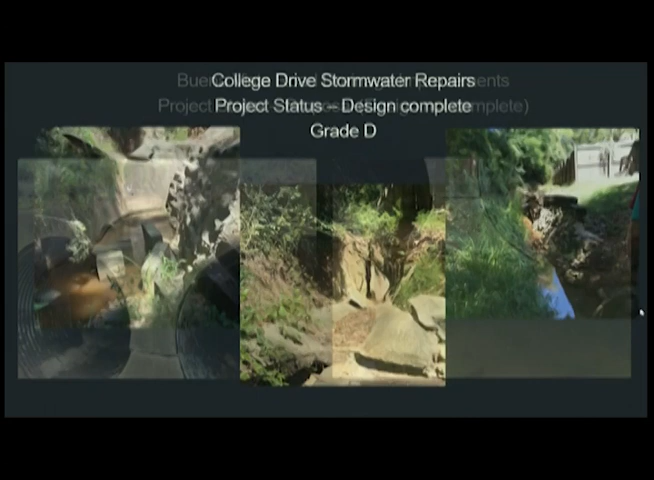 College Drive Stormwater Repairs
Project Status – Design complete
Grade D